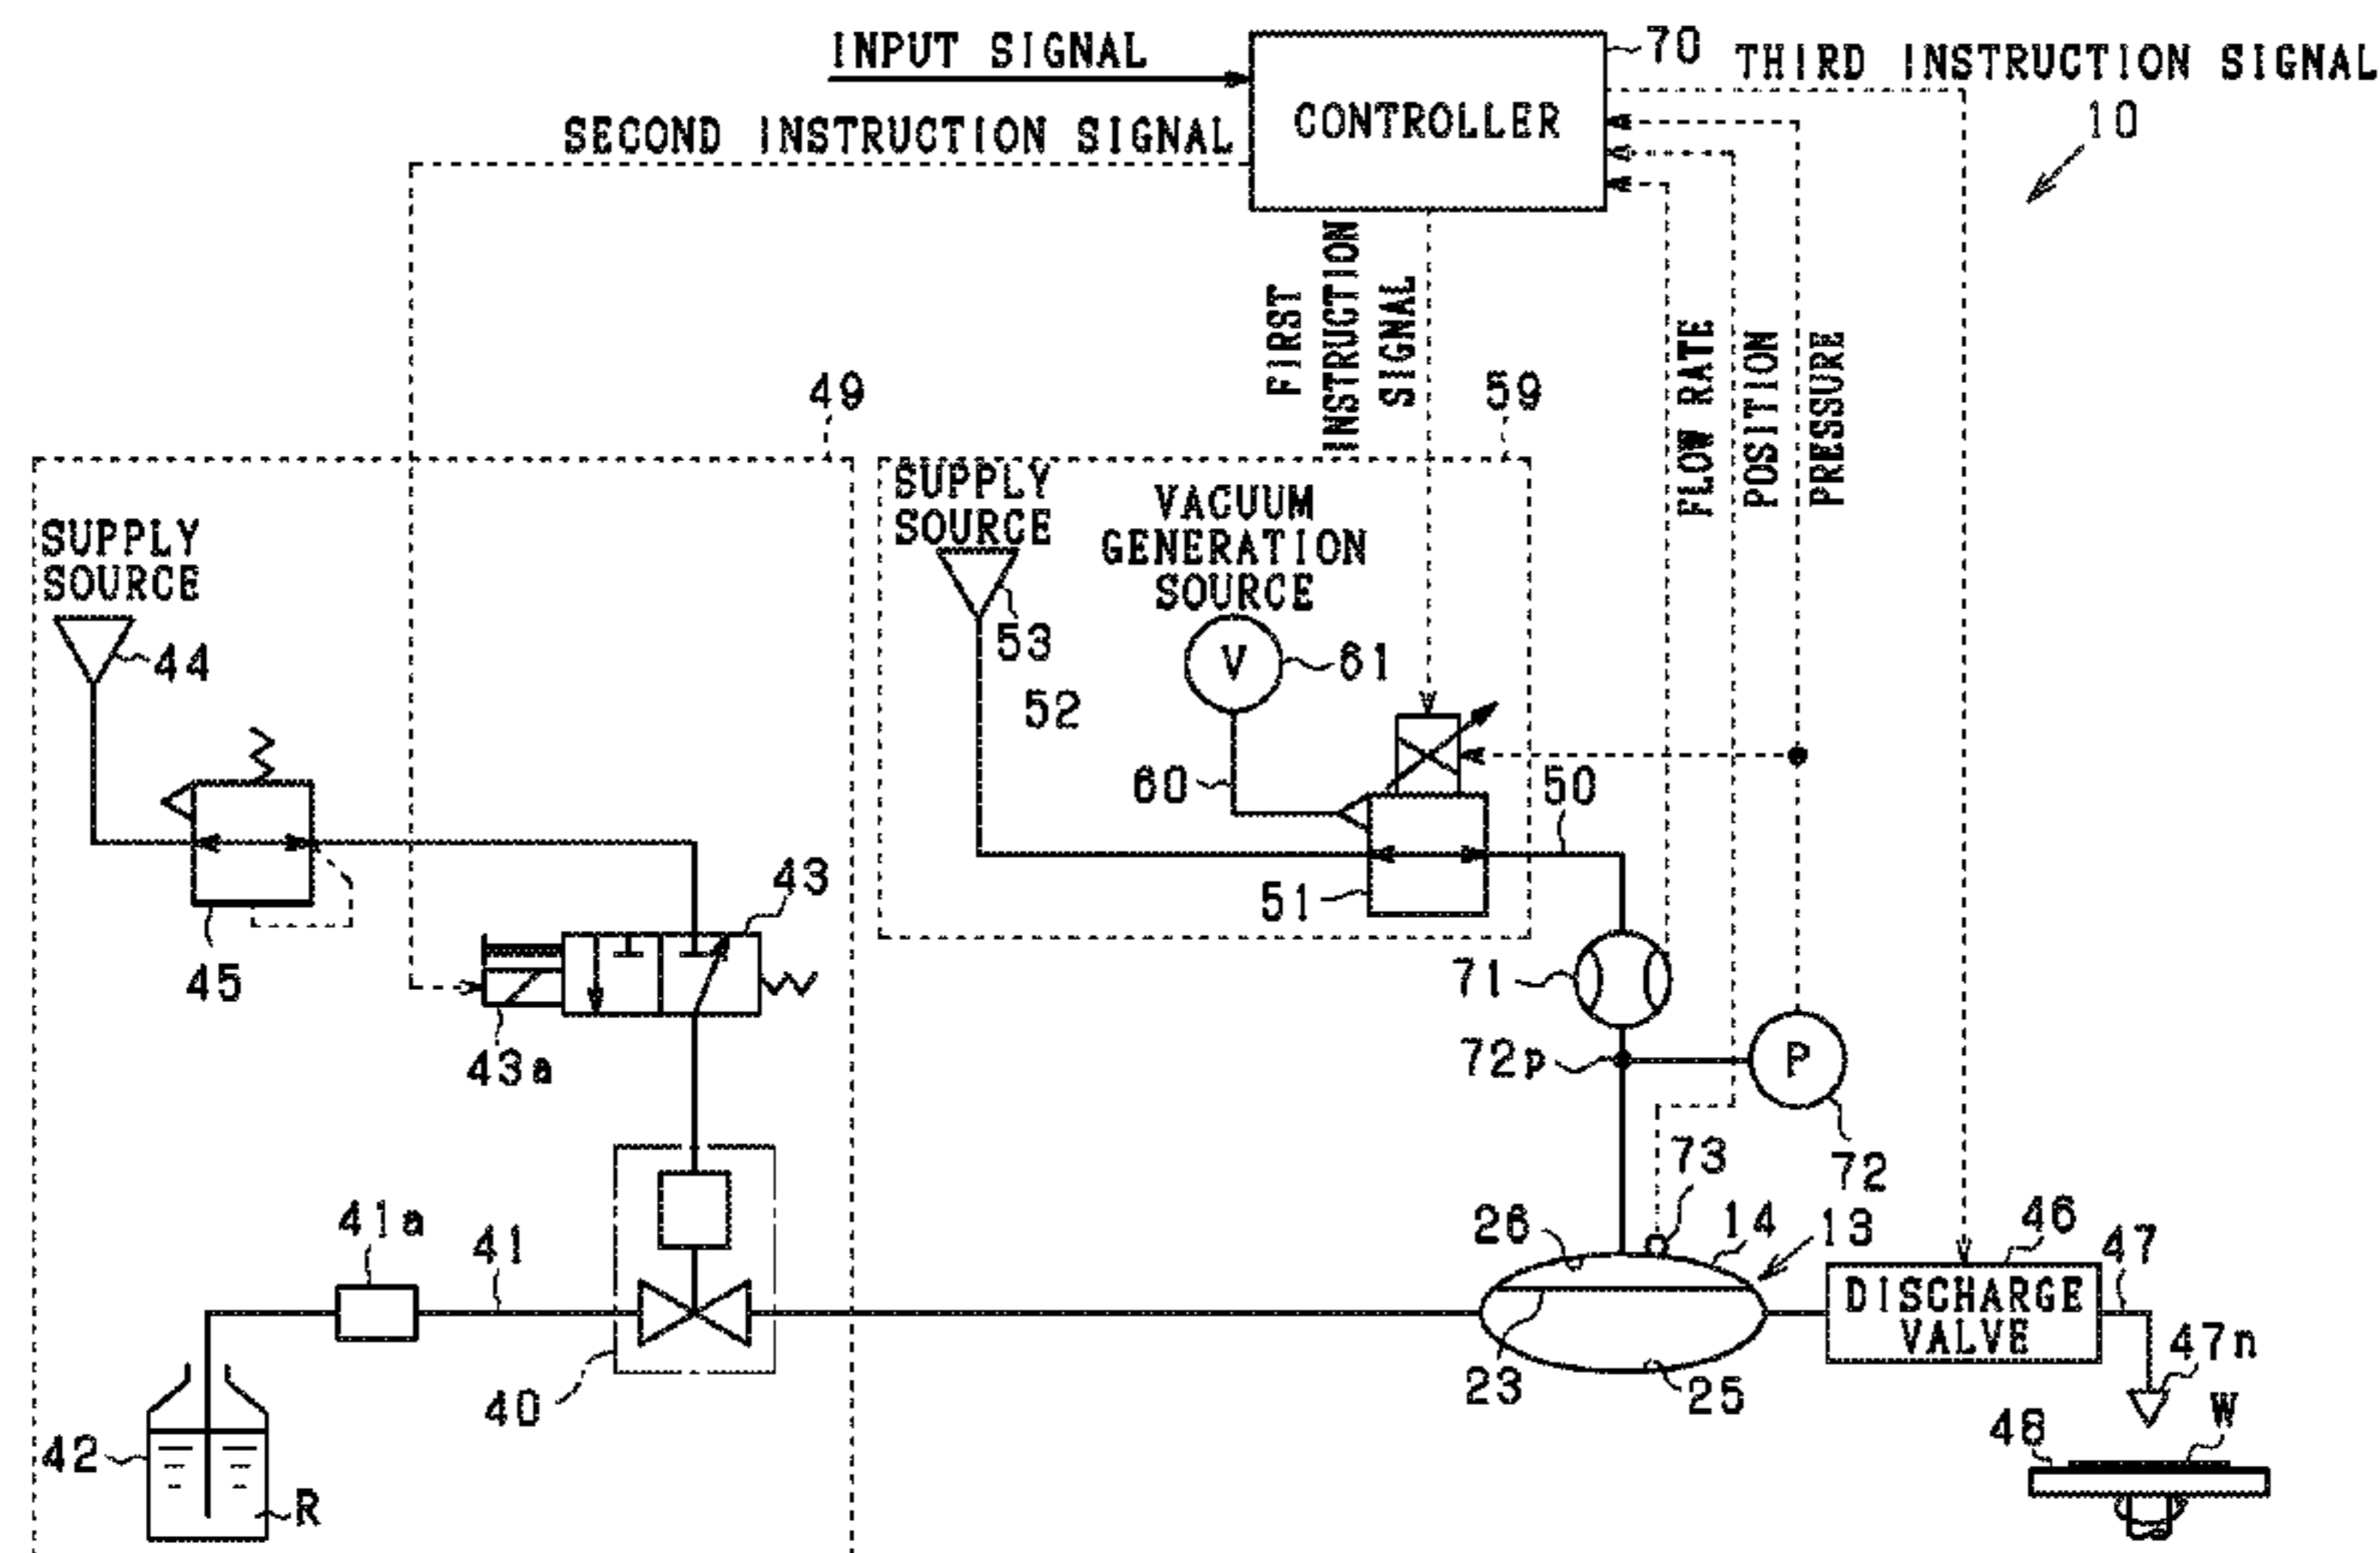 INPUT SIGNAL
70
THIRD INSTRUCTION SIGNAL
10
CONTROLLER
SECOND INSTRUCTION SIGNAL
FIRST
INSTRUCTION
SIGNAL
FLOW RATE
POSITION
PRESSURE
49
59
SUPPLY
SOURCE
44
SUPPLY
SOURCE
53
52
VACUUM
GENERATION
SOURCE
V
61
60
50
51
45
43
43a
71
72p
P
72
73
26
14
13
46
47
DISCHARGE
VALVE
23
25
47n
W
48
41a
41
40
42
R